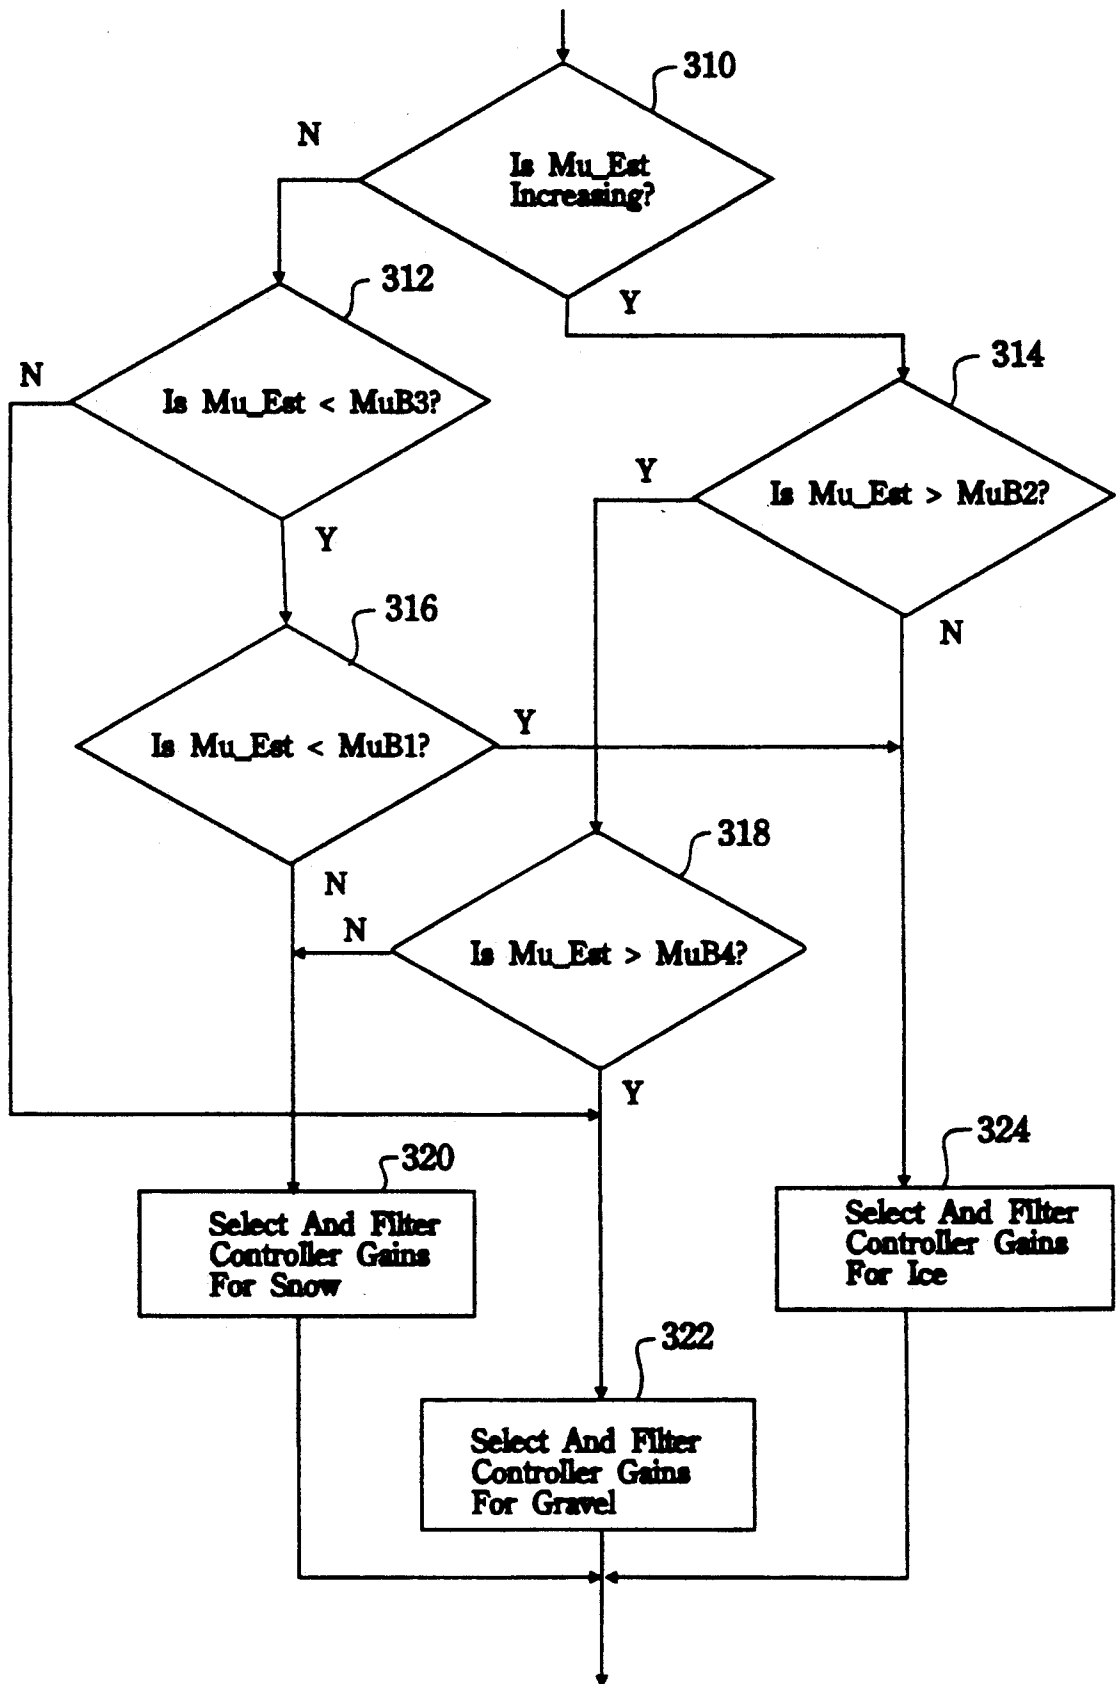 310
N
Is Mu_Est
Increasing?
312
Y
314
N
Is Mu_Est < MuB3?
Y
Is Mu_Est > MuB2?
Y
316
N
Y
Is Mu_Est < MuB1?
318
N
N
Is Mu_Est > MuB4?
Y
320
324
Select And Filter
Controller Gains
For Snow
Select And Filter
Controller Gains
For Ice
322
Select And Filter
Controller Gains
For Gravel